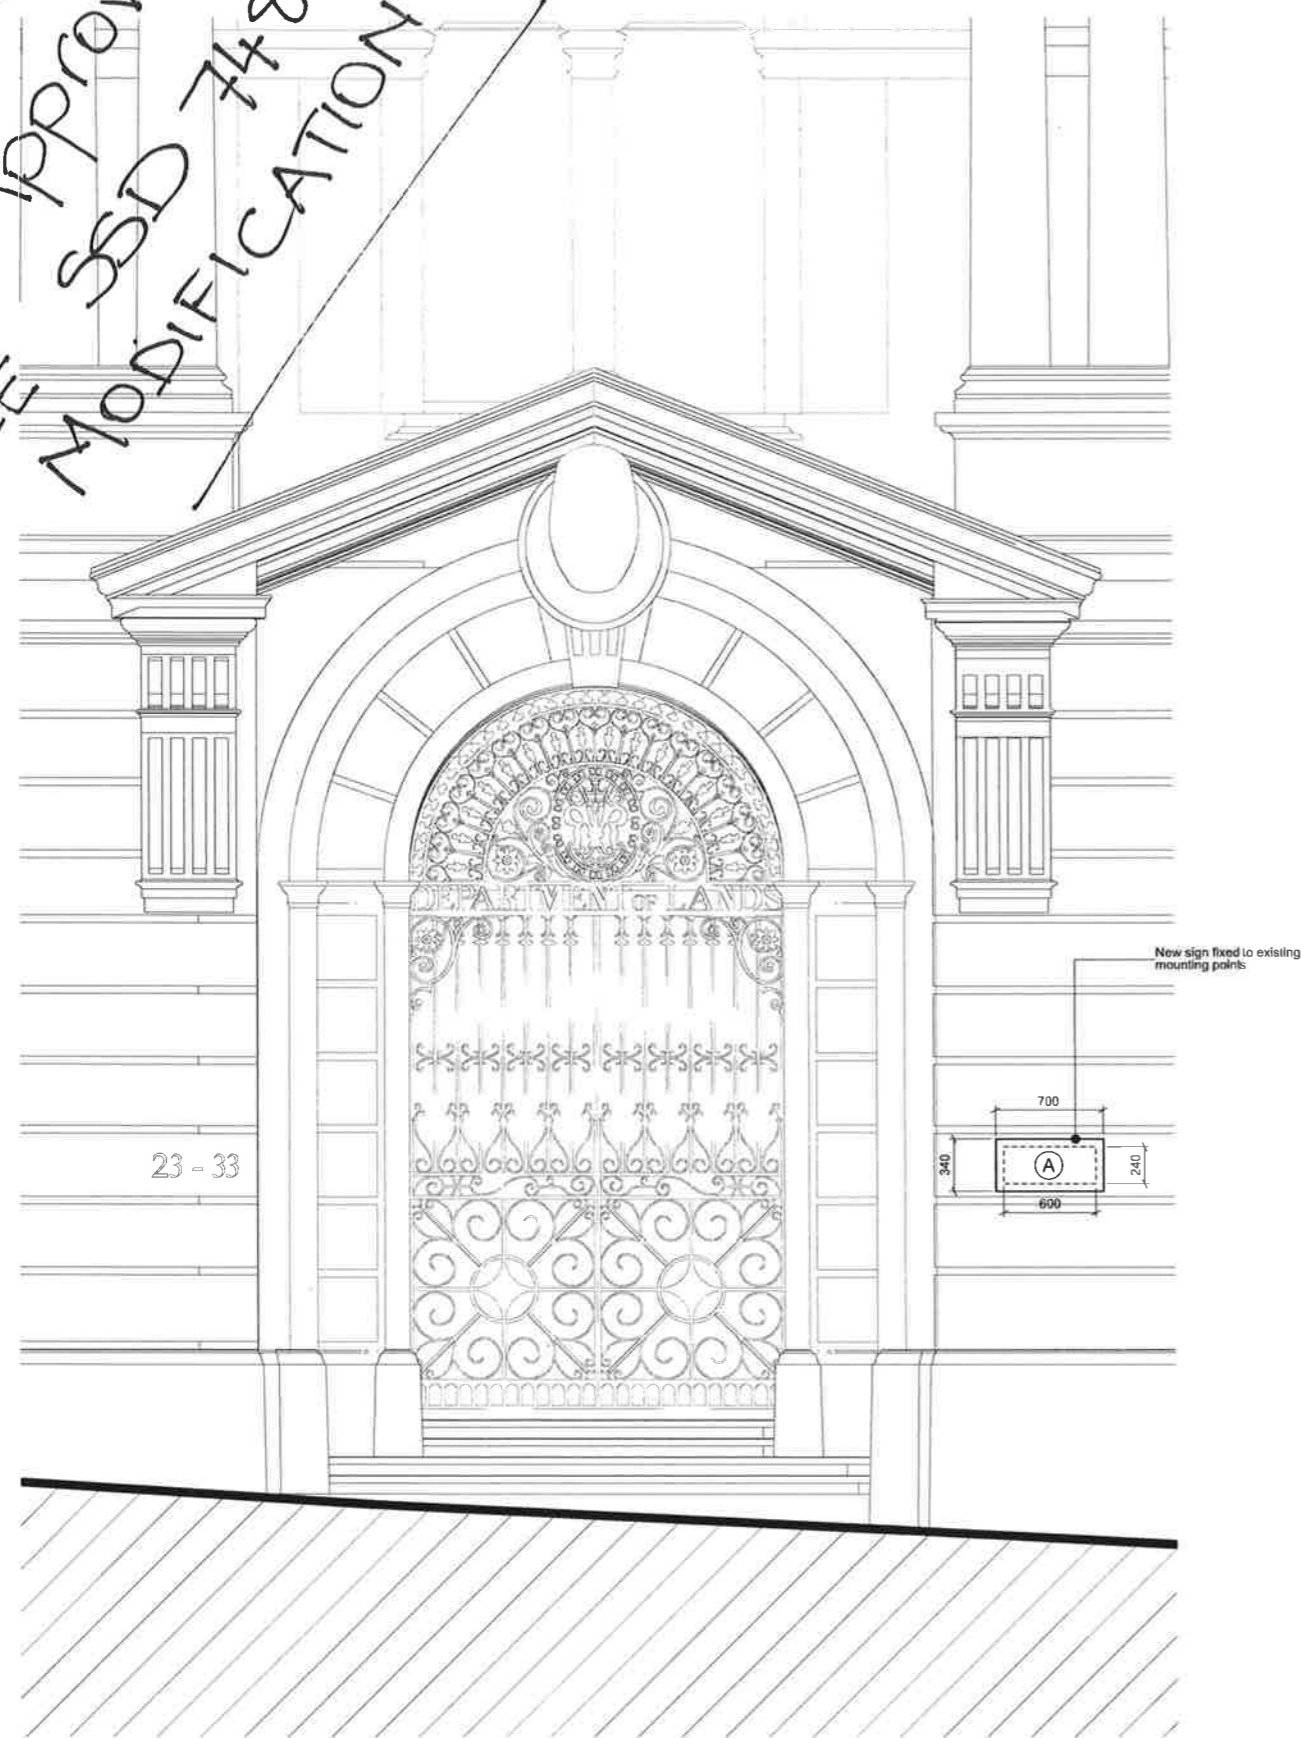 SSD 748
MODIFICATION
DEPARTMENT OF LANDS
New sign fixed to existing
mounting points
700
340
A
240
600
23 - 33